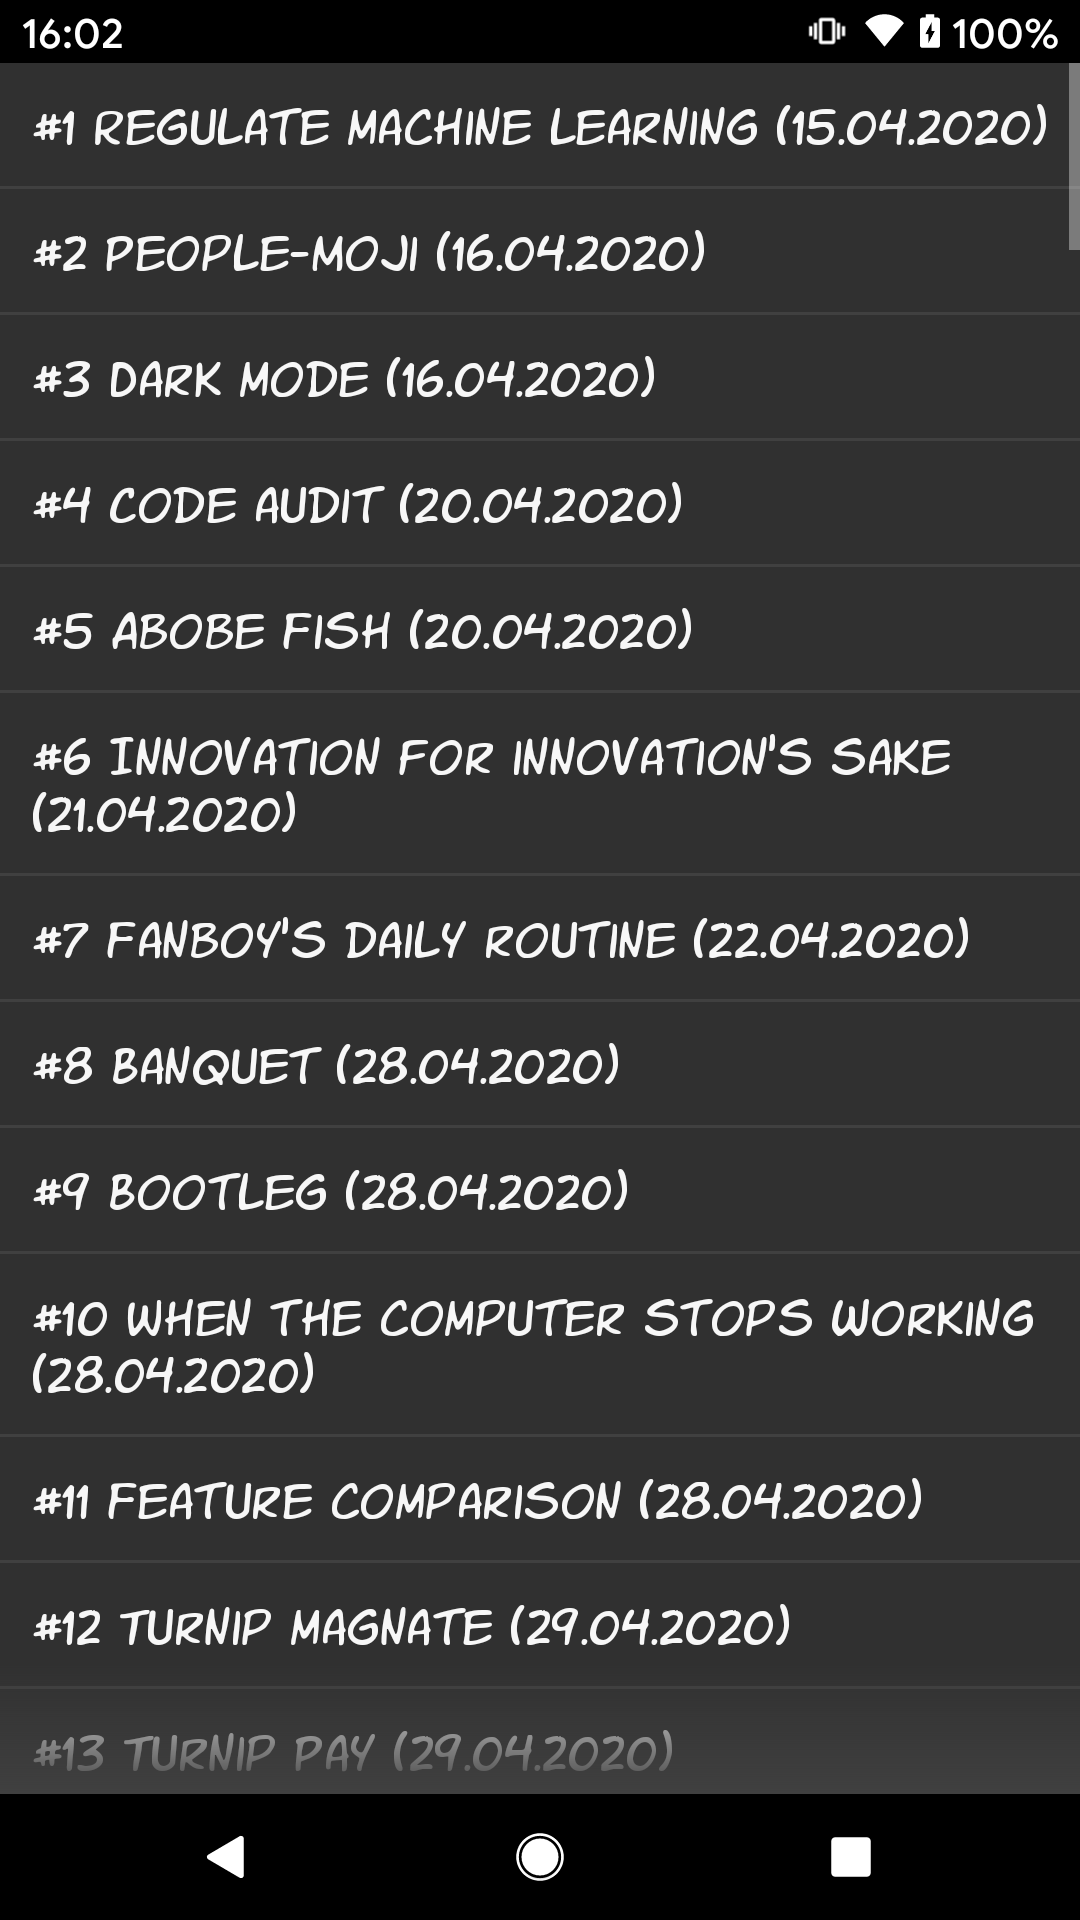 16:02 100%
#1 REGULATE MACHINE LEARNING (15.04.2020)
#2 PEOPLE-MOJI (16.04.2020)
#3 DARK MODE (16.04.2020)
#4 CODE AUDIT (20.04.2020)
#5 ABOBE FISH (20.04.2020)
#6 INNOVATION FOR INNOVATION'S SAKE
(21.04.2020)
#7 FANBOY'S DAILY ROUTINE (22.04.2020)
#8 BANQUET (28.04.2020)
#9 BOOTLEG (28.04.2020)
#10 WHEN THE COMPUTER STOPS WORKING
(28.04.2020)
#11 FEATURE COMPARISON (28.04.2020)
#12 TURNIP MAGNATE (29.04.2020)
#13 TURNIP PAY (29.04.2020)